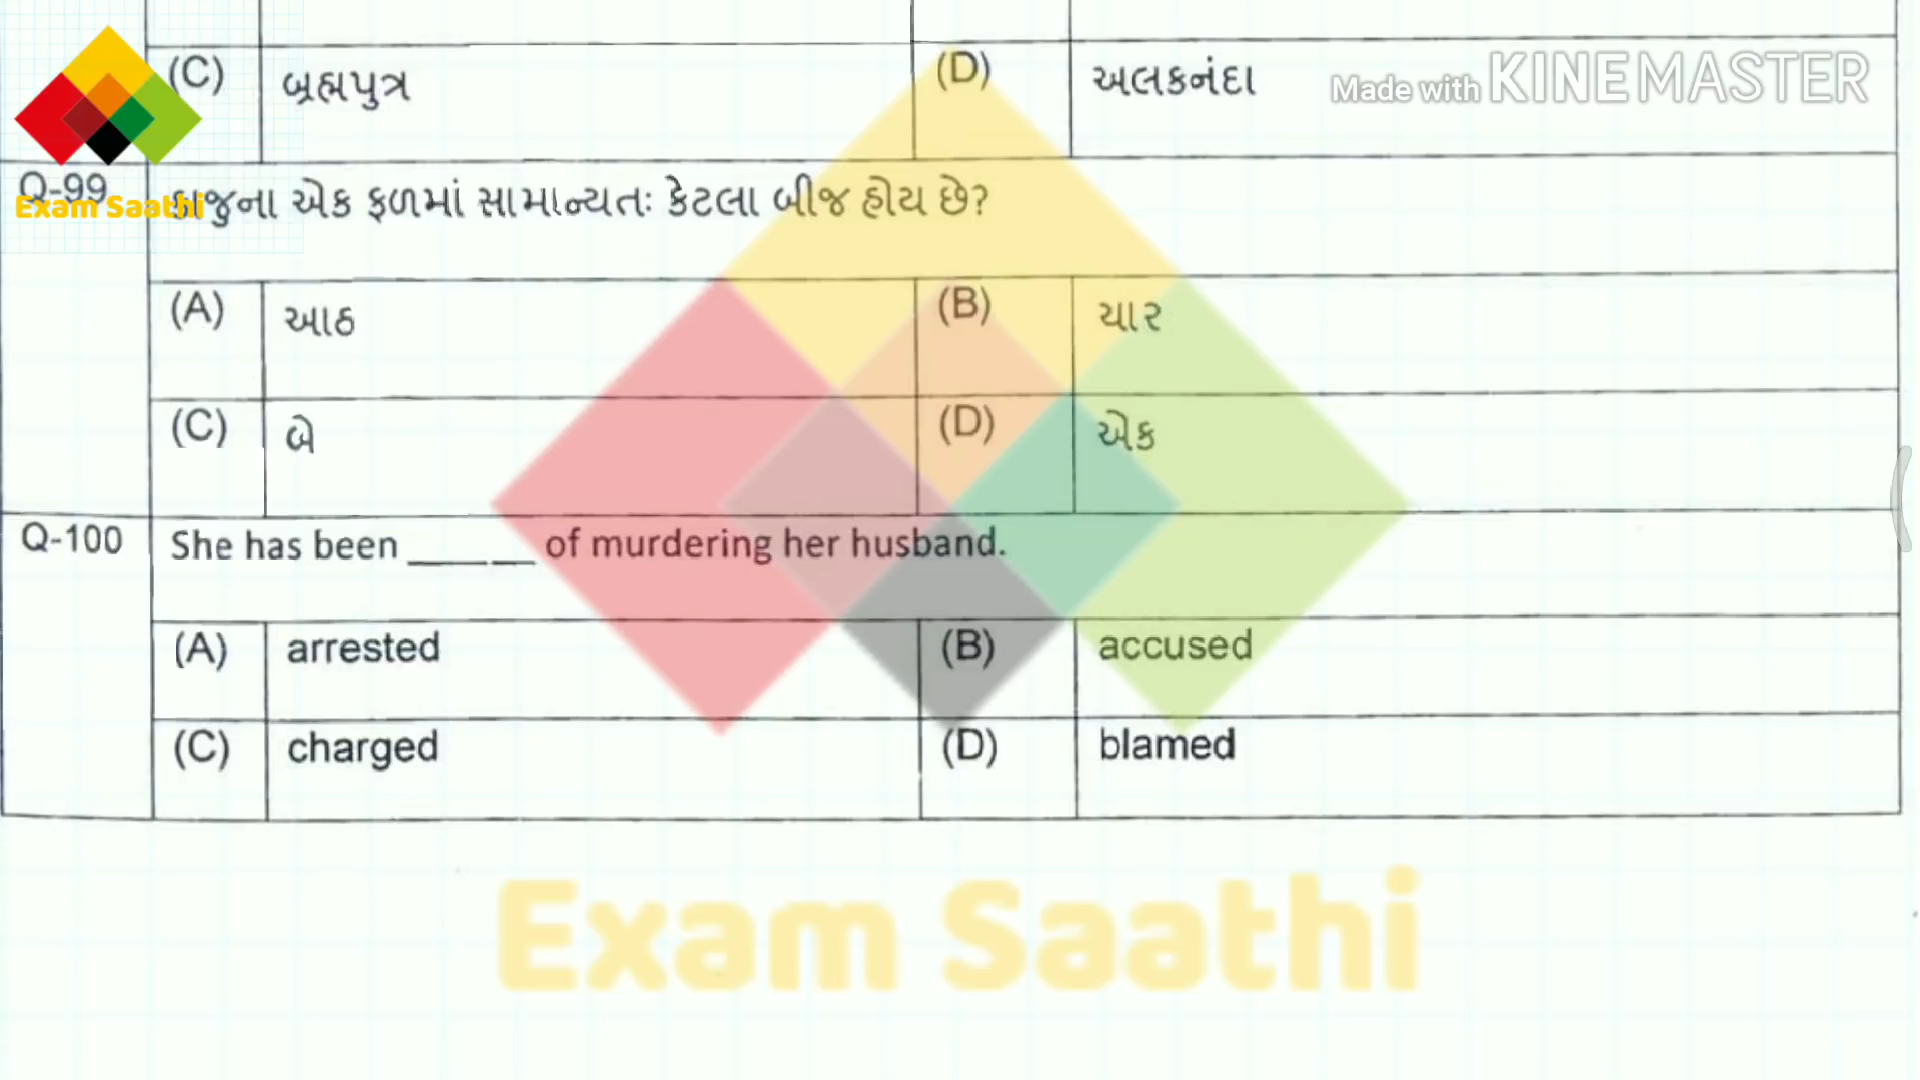 (C) બ્રહ્મપુત્ર (D) અલકનંદા
Made with KINEMASTER
Q-99 કાજુના એક ફળમાં સામાન્યતઃ કેટલા બીજ હોય છે?
Exam Saathi
(A) આઠ (B) ચાર
(C) બે (D) એક
Q-100 She has been ______ of murdering her husband.
(A) arrested (B) accused
(C) charged (D) blamed
Exam Saathi